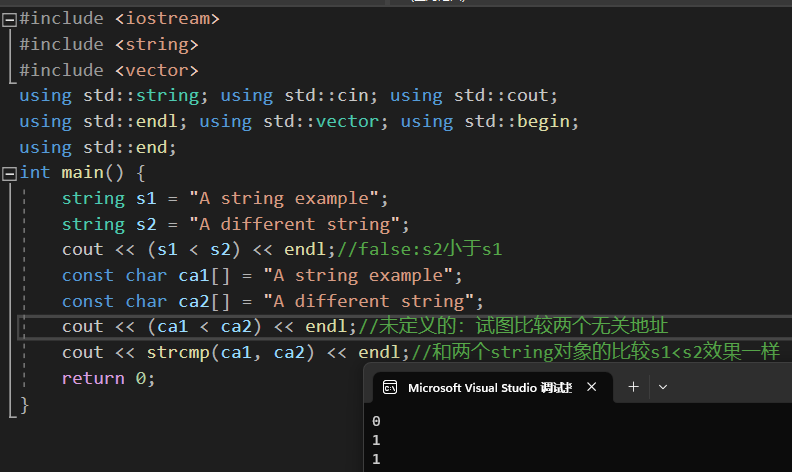 #include <iostream>
#include <string>
#include <vector>
using std::string; using std::cin; using std::cout;
using std::endl; using std::vector; using std::begin;
using std::end;
int main() {
    string s1 = "A string example";
    string s2 = "A different string";
    cout << (s1 < s2) << endl;//false:s2小于s1
    const char ca1[] = "A string example";
    const char ca2[] = "A different string";
    cout << (ca1 < ca2) << endl;//未定义的：试图比较两个无关地址
    cout << strcmp(ca1, ca2) << endl;//和两个string对象的比较s1<s2效果一样
    return 0;
}
Microsoft Visual Studio 调试
0
1
1